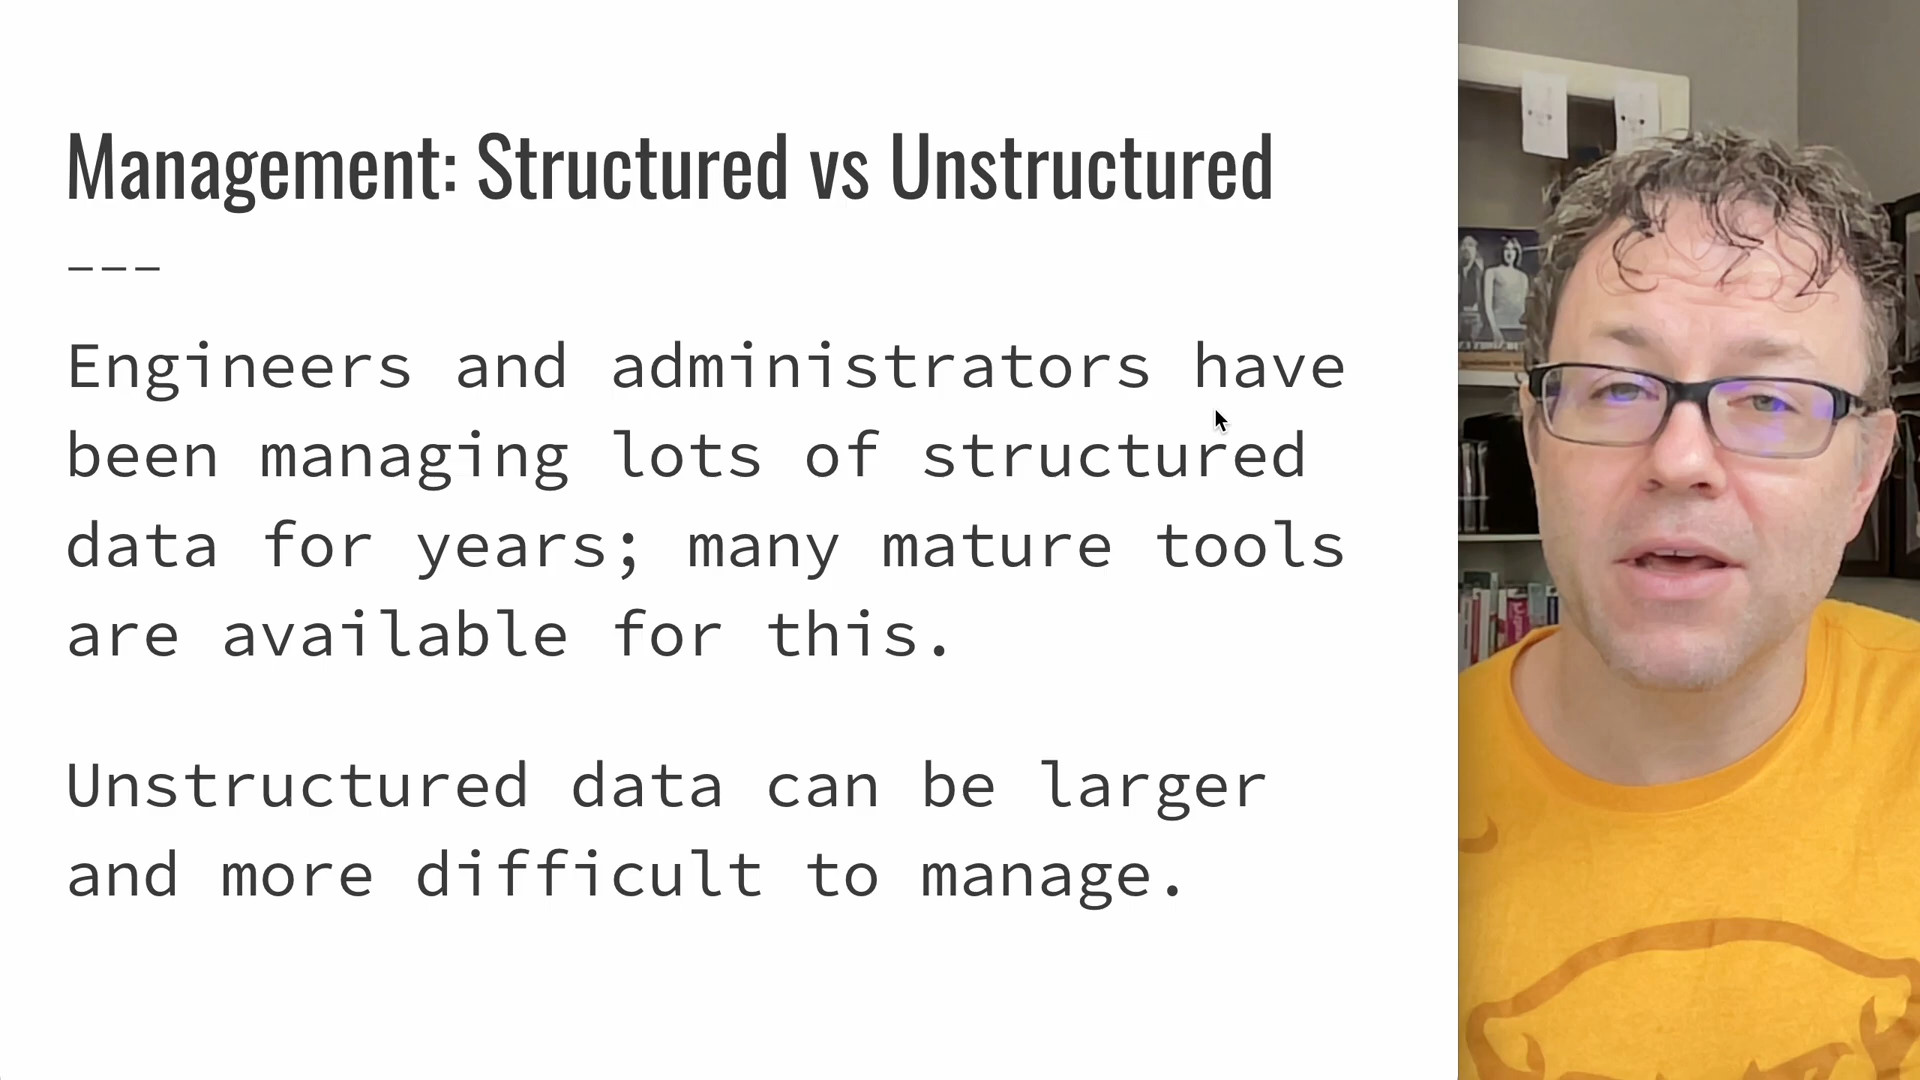 Management: Structured vs Unstructured
---
Engineers and administrators have
been managing lots of structured
data for years; many mature tools
are available for this.
Unstructured data can be larger
and more difficult to manage.